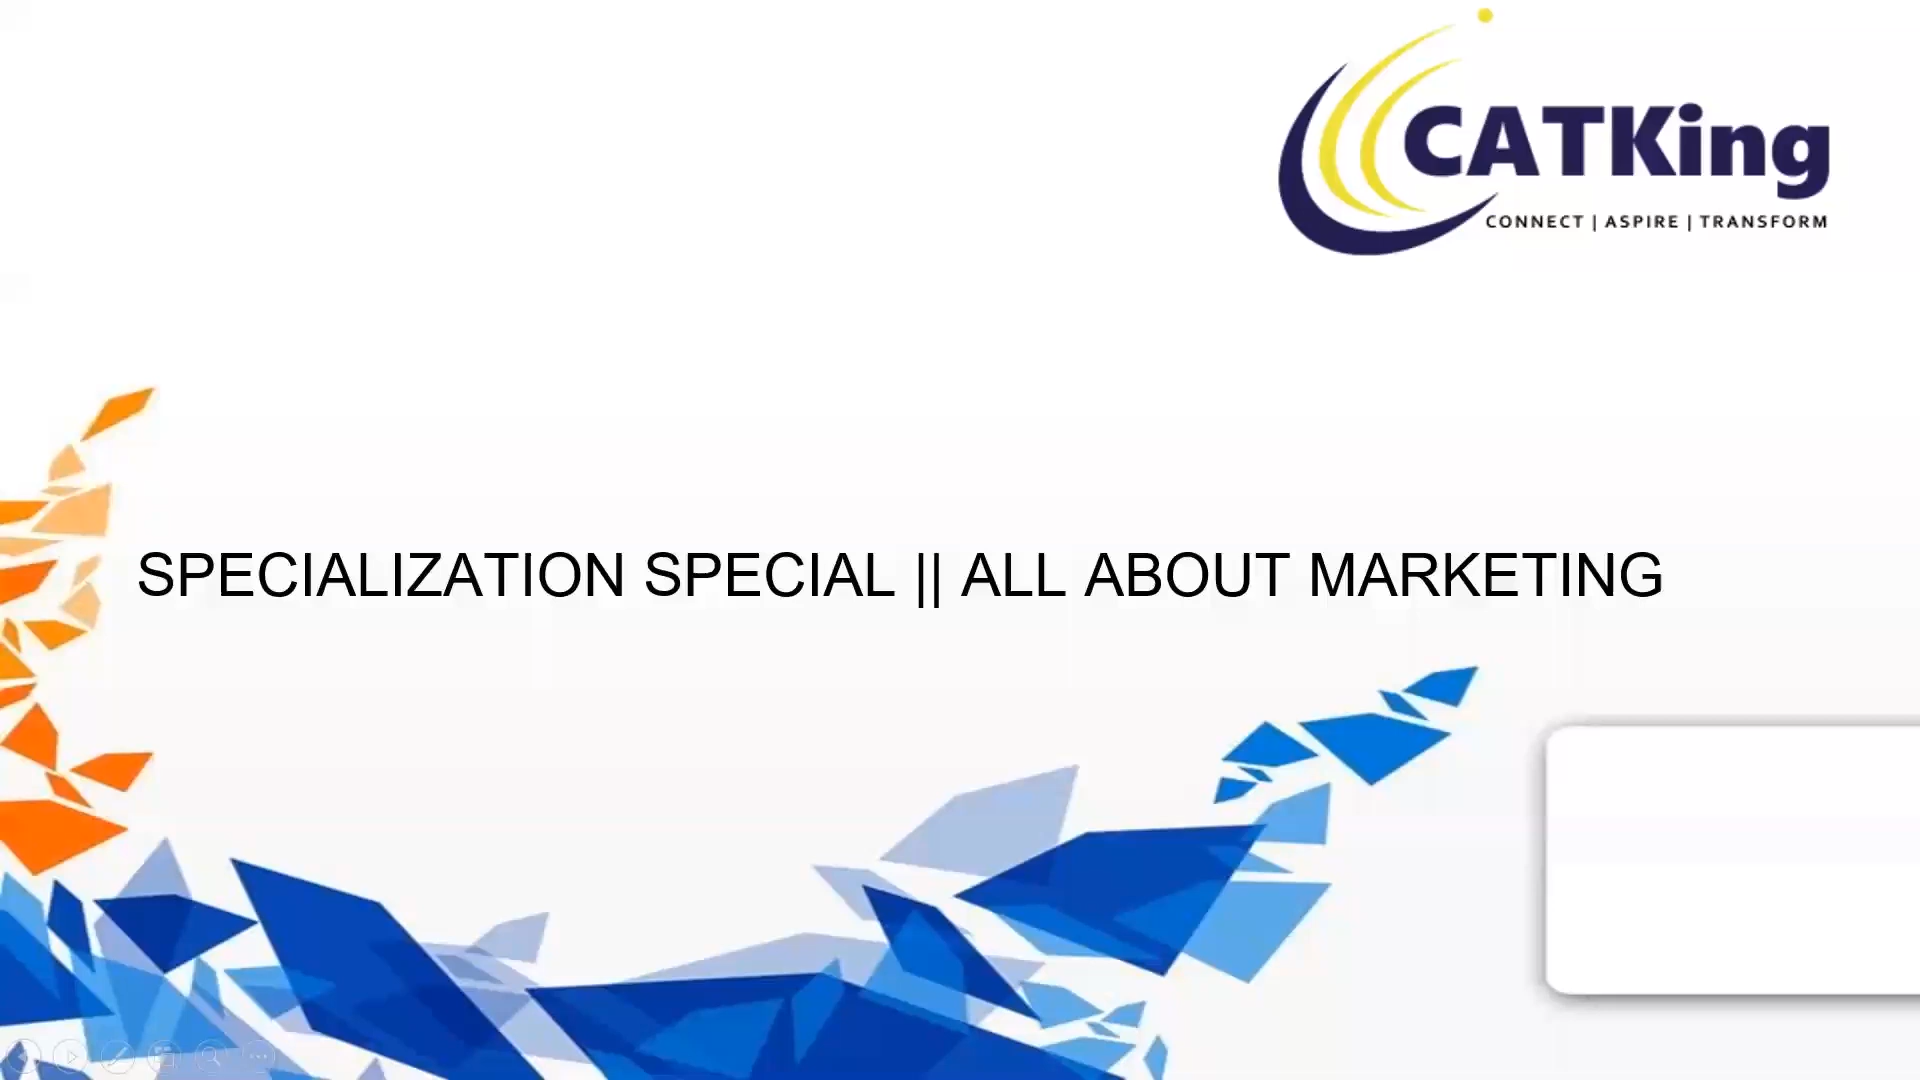 CATKing
CONNECT | ASPIRE | TRANSFORM
SPECIALIZATION SPECIAL || ALL ABOUT MARKETING